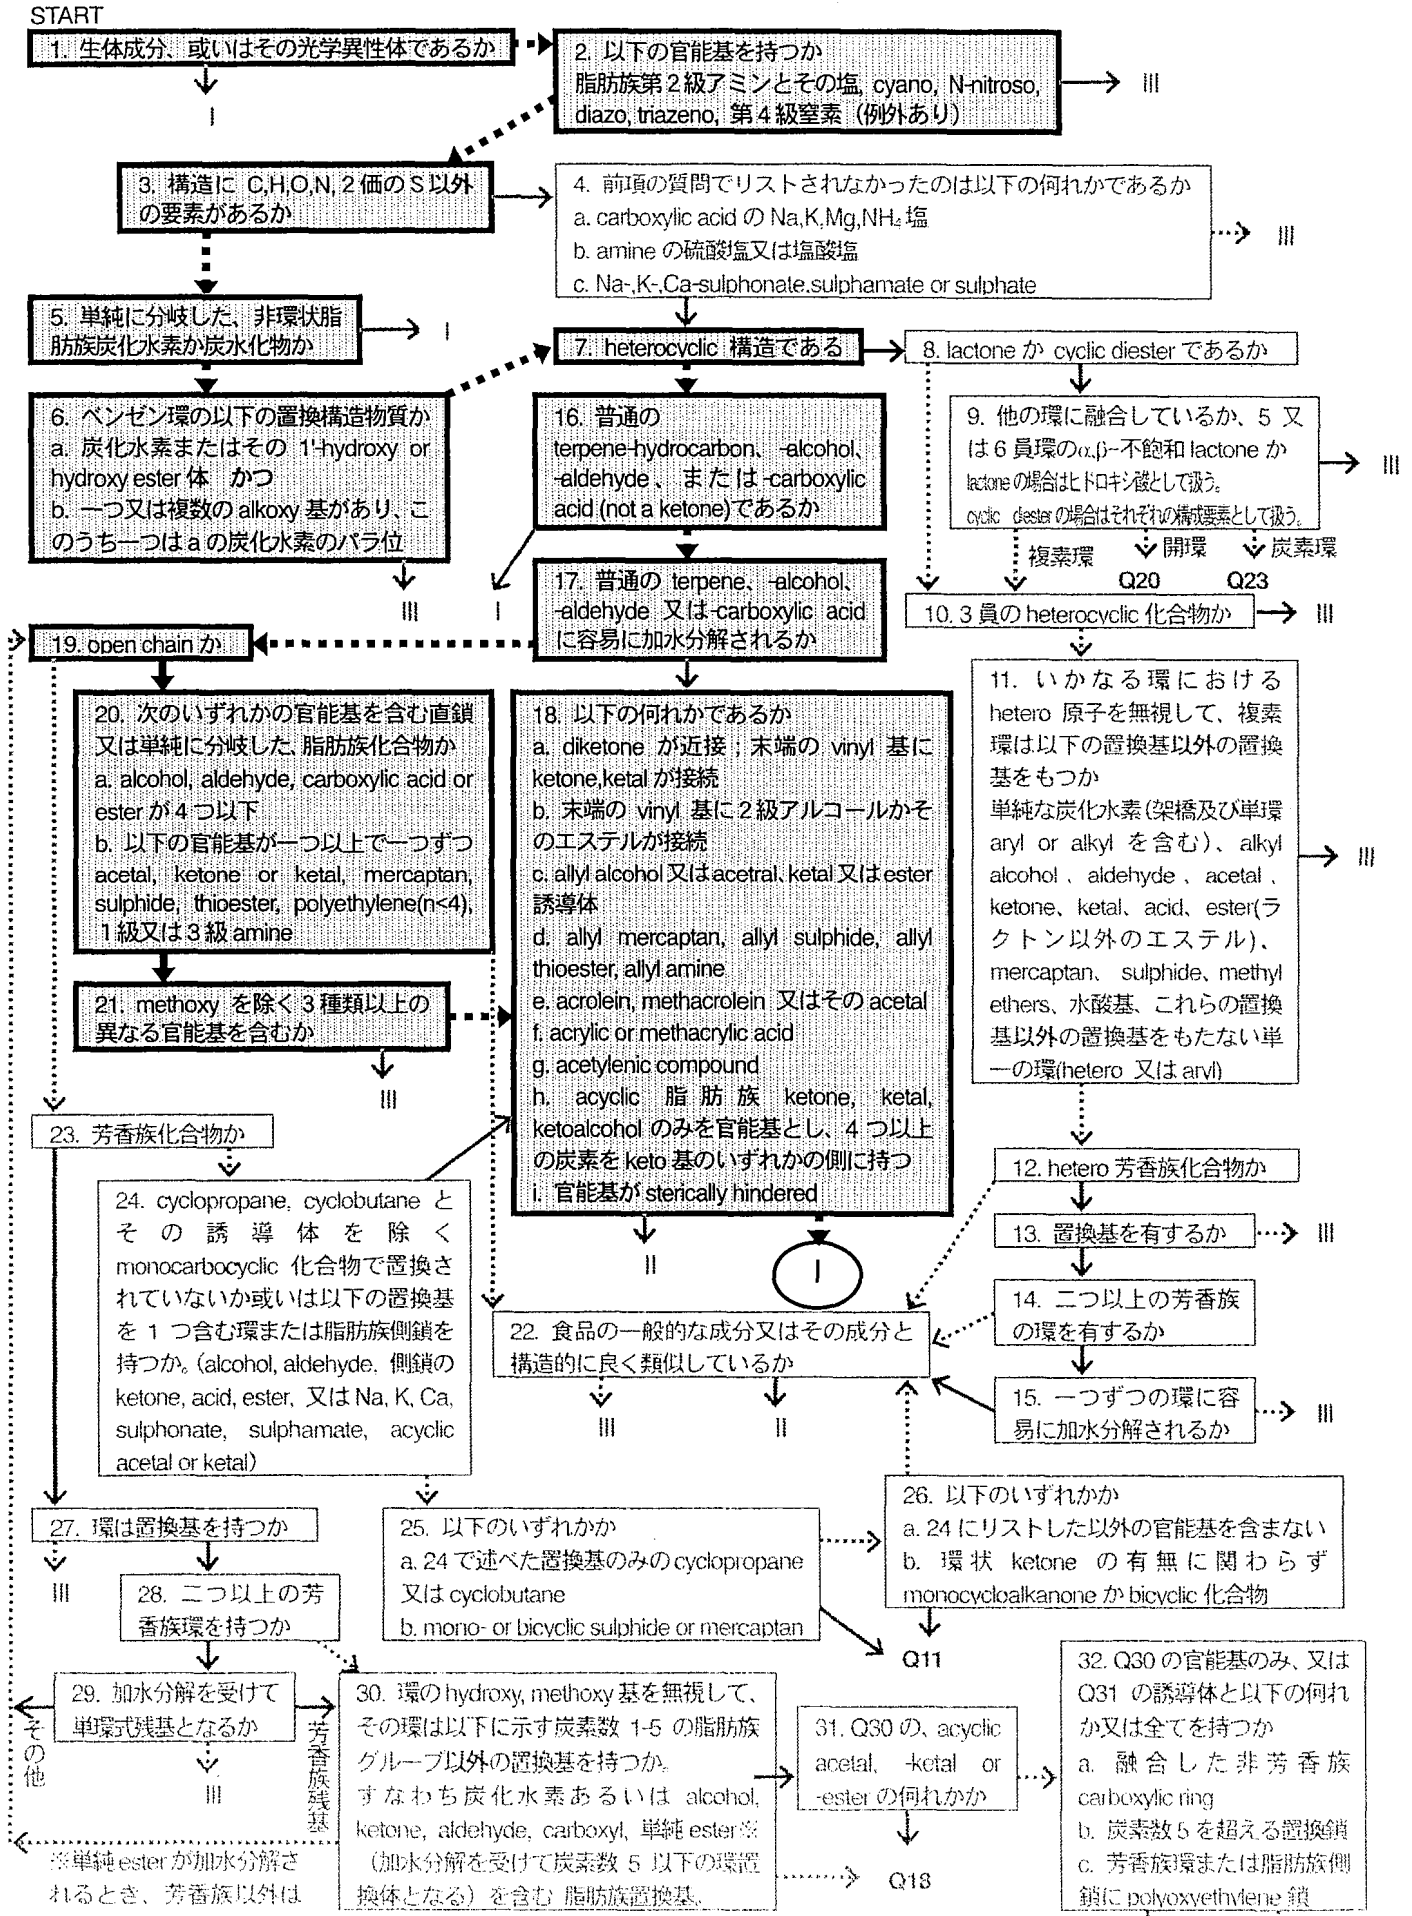 START
1. 生体成分、或いはその光学異性体であるか
I
2. 以下の官能基を持つか
脂肪族第2級アミンとその塩, cyano, N-nitroso,
diazo, triazeno, 第4級窒素（例外あり）
III
3. 構造に C,H,O,N, 2価の S 以外
の要素があるか
4. 前項の質問でリストされなかったのは以下の何れかであるか
a. carboxylic acid の Na,K,Mg,NH₄塩
b. amine の硫酸塩又は塩酸塩
c. Na-,K-,Ca-sulphonate,sulphamate or sulphate
III
5. 単純に分岐した、非環状脂
肪族炭化水素か炭水化物か
I
7. heterocyclic 構造である
8. lactone か cyclic diester であるか
6. ベンゼン環の以下の置換構造物質か
a. 炭化水素またはその 1'-hydroxy or
hydroxy ester 体 かつ
b. 一つ又は複数の alkoxy 基があり、こ
のうち一つは a の炭化水素のパラ位
III
16. 普通の
terpene-hydrocarbon、-alcohol、
-aldehyde、または-carboxylic
acid (not a ketone)であるか
I
9. 他の環に融合しているか、5 又
は6員環のα,β-不飽和 lactone か
lactone の場合はヒドロキシ酸として扱う。
cyclic diester の場合はそれぞれの構成要素として扱う。
III
複素環
開環
炭素環
Q20
Q23
17. 普通の terpene、-alcohol、
-aldehyde 又は-carboxylic acid
に容易に加水分解されるか
10. 3員の heterocyclic 化合物か
III
19. open chain か
20. 次のいずれかの官能基を含む直鎖
又は単純に分岐した、脂肪族化合物か
a. alcohol, aldehyde, carboxylic acid or
ester が4つ以下
b. 以下の官能基が一つ以上で一つずつ
acetal, ketone or ketal, mercaptan,
sulphide, thioester, polyethylene(n<4),
1級又は3級 amine
18. 以下の何れかであるか
a. diketone が近接；末端の vinyl 基に
ketone,ketal が接続
b. 末端の vinyl 基に2級アルコールかそ
のエステルが接続
c. allyl alcohol 又は acetral, ketal 又は ester
誘導体
d. allyl mercaptan, allyl sulphide, allyl
thioester, allyl amine
e. acrolein, methacrolein 又はその acetal
f. acrylic or methacrylic acid
g. acetylenic compound
h. acyclic 脂肪族 ketone, ketal,
ketoalcohol のみを官能基とし、4つ以上
の炭素を keto 基のいずれかの側に持つ
i. 官能基が sterically hindered
II
I
11. いかなる環における
hetero 原子を無視して、複素
環は以下の置換基以外の置換
基をもつか
単純な炭化水素(架橋及び単環
aryl or alkyl を含む)、alkyl
alcohol、aldehyde、acetal、
ketone、ketal、acid、ester(ラ
クトン以外のエステル)、
mercaptan、sulphide、methyl
ethers、水酸基、これらの置換
基以外の置換基をもたない単
一の環(hetero 又は aryl)
III
21. methoxy を除く3種類以上の
異なる官能基を含むか
III
23. 芳香族化合物か
12. hetero 芳香族化合物か
24. cyclopropane, cyclobutane と
その誘導体を除く
monocarbocyclic 化合物で置換さ
れていないか或いは以下の置換基
を1つ含む環または脂肪族側鎖を
持つか。(alcohol, aldehyde, 側鎖の
ketone, acid, ester, 又は Na, K, Ca,
sulphonate, sulphamate, acyclic
acetal or ketal)
13. 置換基を有するか
III
14. 二つ以上の芳香族
の環を有するか
22. 食品の一般的な成分又はその成分と
構造的に良く類似しているか
III
II
15. 一つずつの環に容
易に加水分解されるか
III
27. 環は置換基を持つか
III
25. 以下のいずれかか
a. 24 で述べた置換基のみの cyclopropane
又は cyclobutane
b. mono- or bicyclic sulphide or mercaptan
26. 以下のいずれかか
a. 24 にリストした以外の官能基を含まない
b. 環状 ketone の有無に関わらず
monocycloalkanone か bicyclic 化合物
Q11
28. 二つ以上の芳
香族環を持つか
29. 加水分解を受けて
単環式残基となるか
その他
芳香族残基
III
30. 環の hydroxy, methoxy 基を無視して、
その環は以下に示す炭素数 1-5 の脂肪族
グループ以外の置換基を持つか。
すなわち炭化水素あるいは alcohol,
ketone, aldehyde, carboxyl, 単純 ester※
（加水分解を受けて炭素数 5 以下の環置
換体となる）を含む 脂肪族置換基。
31. Q30 の、acyclic
acetal, -ketal or
-ester の何れかか
Q18
32. Q30 の官能基のみ、又は
Q31 の誘導体と以下の何れ
か又は全てを持つか
a. 融合した非芳香族
carboxylic ring
b. 炭素数 5 を超える置換鎖
c. 芳香族環または脂肪族側
鎖に polyoxyethylene 鎖
※単純 ester が加水分解さ
れるとき、芳香族以外は